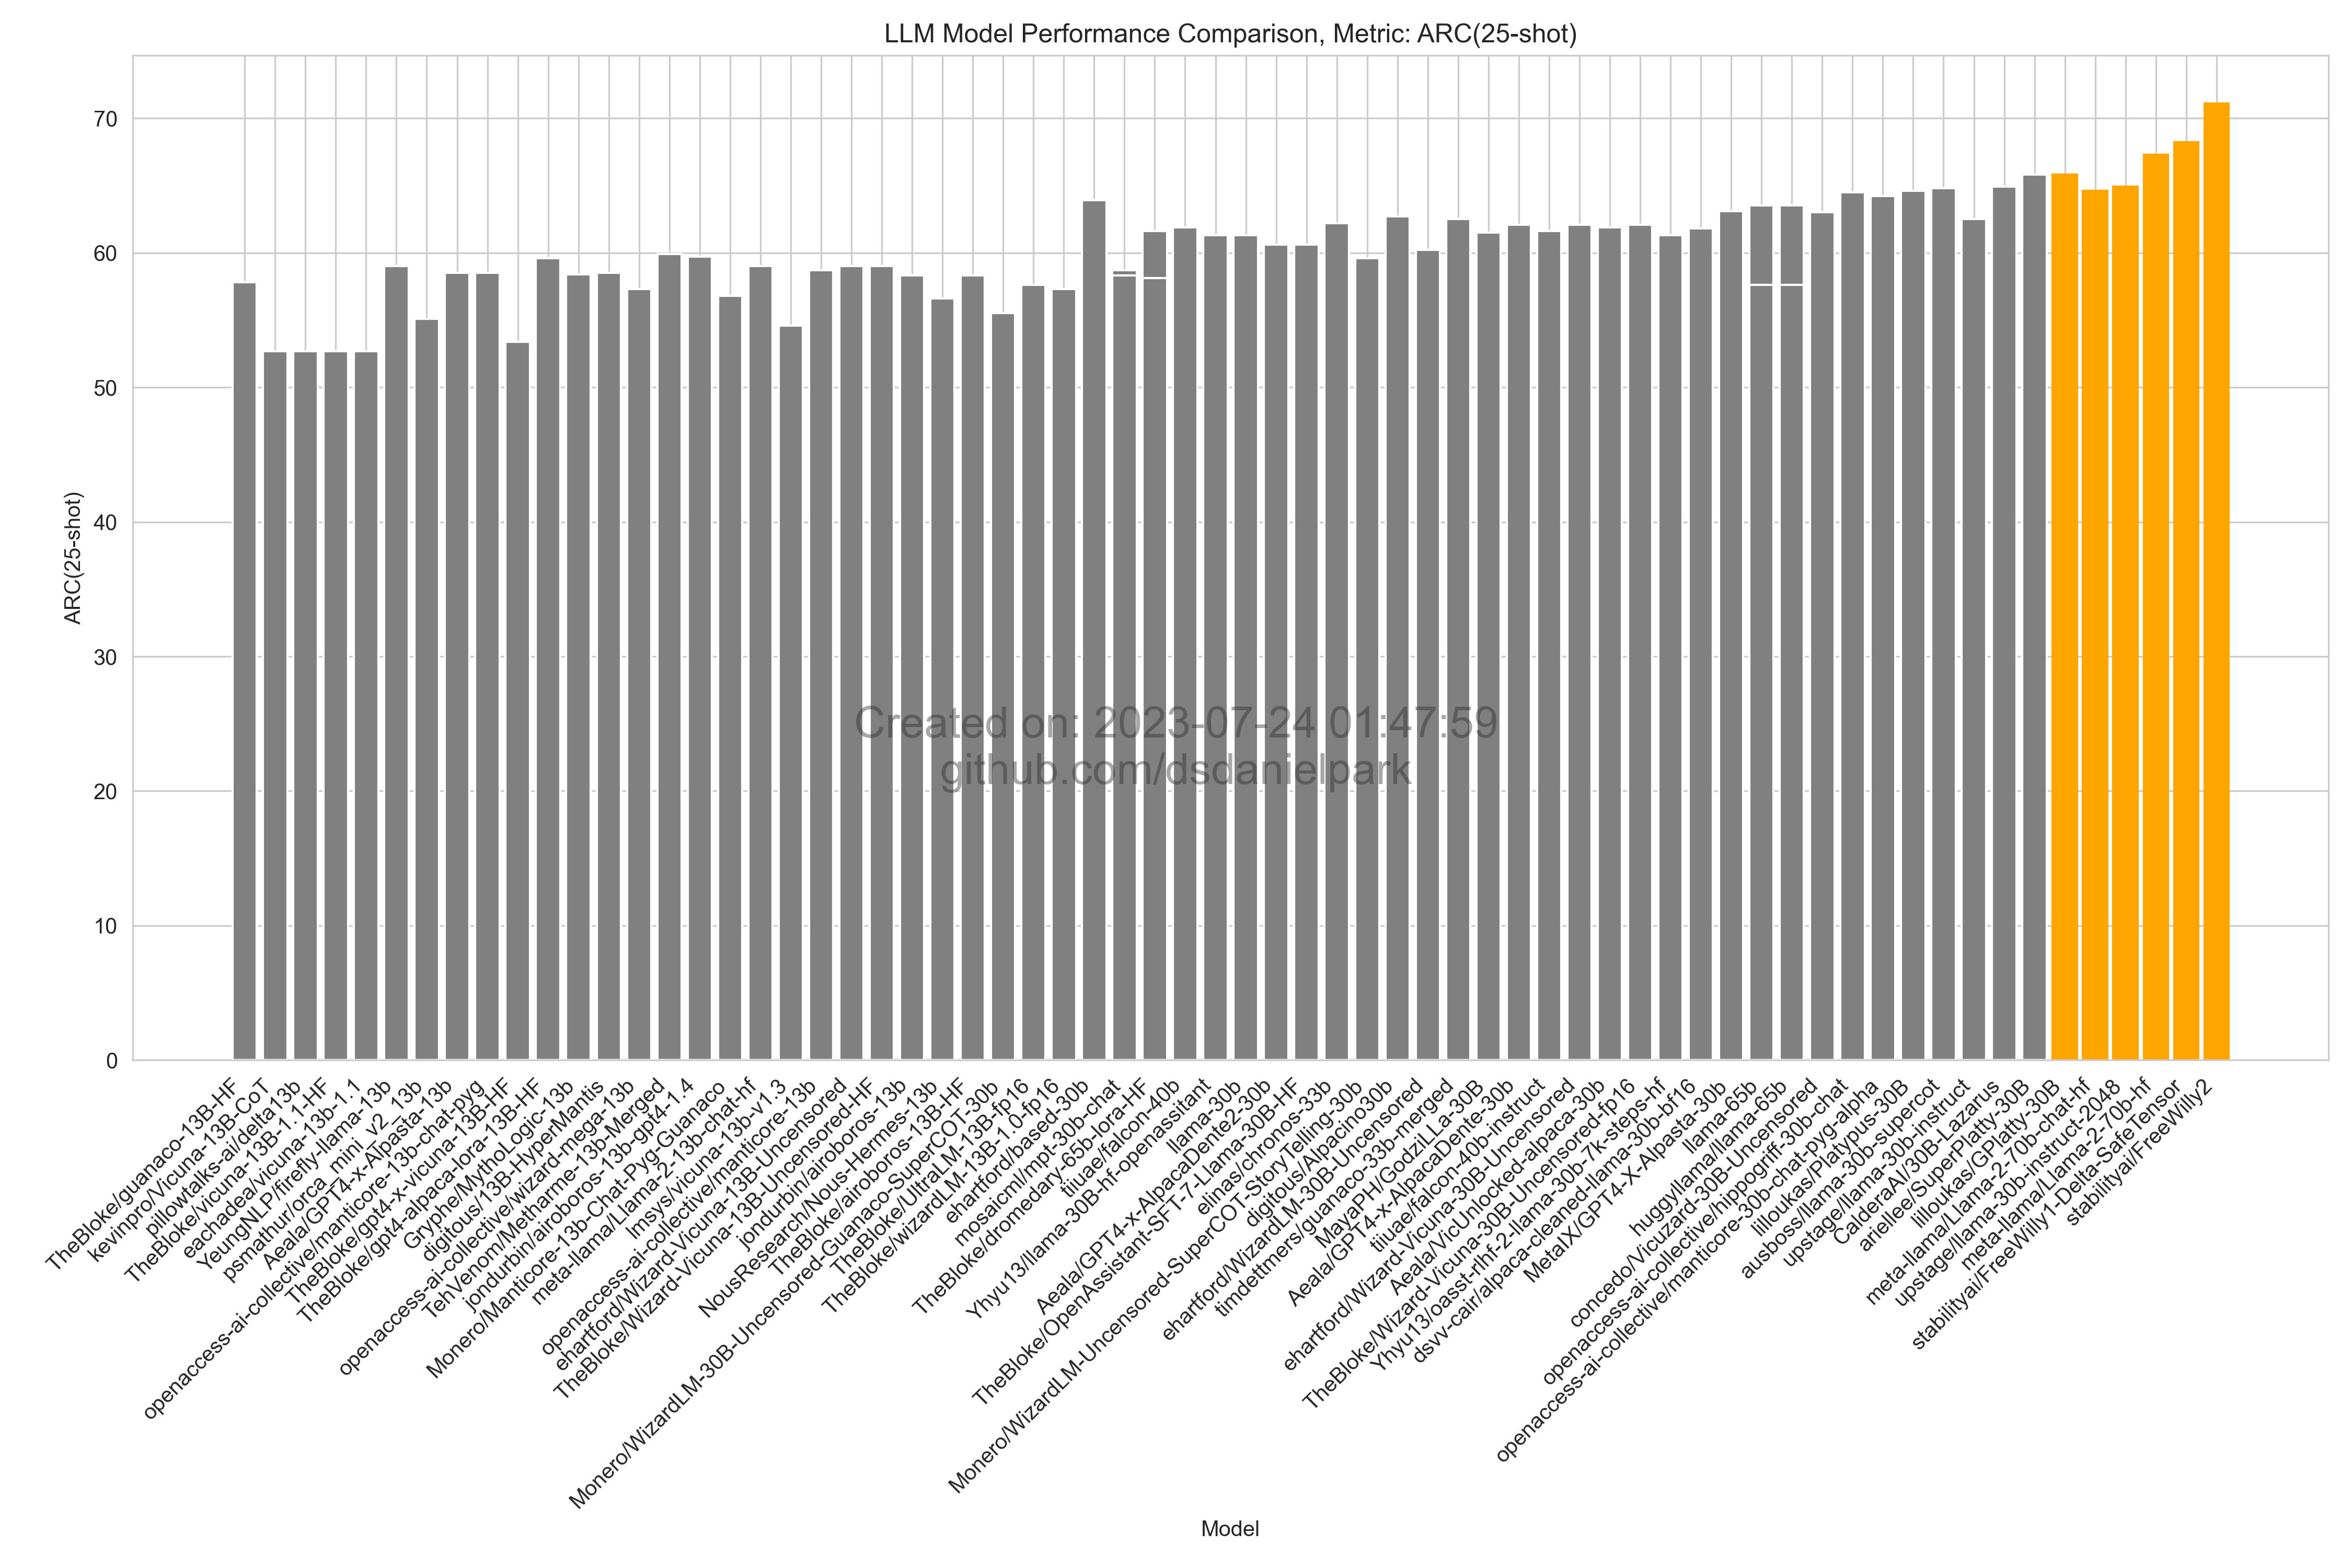 LLM Model Performance Comparison, Metric: ARC(25-shot)
ARC(25-shot)
70
60
50
40
30
20
10
0
Created on: 2023-07-24 01:47:59
github.com/dsdanielpark
TheBloke/guanaco-13B-HF
kevinpro/Vicuna-13B-CoT
pillowtalks-ai/delta13b
TheBloke/vicuna-13B-1.1-HF
eachadea/vicuna-13b-1.1
YeungNLP/firefly-llama-13b
psmathur/orca_mini_v2_13b
Aeala/GPT4-x-Alpasta-13b
openaccess-ai-collective/manticore-13b-chat-pyg
TheBloke/gpt4-x-vicuna-13B-HF
TheBloke/gpt4-alpaca-lora-13B-HF
Gryphe/MythoLogic-13b
digitous/13B-HyperMantis
openaccess-ai-collective/wizard-mega-13b
TehVenom/Metharme-13b-Merged
jondurbin/airoboros-13b-gpt4-1.4
Monero/Manticore-13b-Chat-Pyg-Guanaco
meta-llama/Llama-2-13b-chat-hf
lmsys/vicuna-13b-v1.3
openaccess-ai-collective/manticore-13b
ehartford/Wizard-Vicuna-13B-Uncensored
TheBloke/Wizard-Vicuna-13B-Uncensored-HF
jondurbin/airoboros-13b
NousResearch/Nous-Hermes-13b
TheBloke/airoboros-13B-HF
Monero/WizardLM-30B-Uncensored-Guanaco-SuperCOT-30b
TheBloke/UltraLM-13B-fp16
TheBloke/wizardLM-13B-1.0-fp16
ehartford/based-30b
mosaicml/mpt-30b-chat
TheBloke/dromedary-65b-lora-HF
tiiuae/falcon-40b
Yhyu13/llama-30B-hf-openassitant
llama-30b
Aeala/GPT4-x-AlpacaDente2-30b
TheBloke/OpenAssistant-SFT-7-Llama-30B-HF
elinas/chronos-33b
Monero/WizardLM-Uncensored-SuperCOT-StoryTelling-30b
digitous/Alpacino30b
ehartford/WizardLM-30B-Uncensored
timdettmers/guanaco-33b-merged
MayaPH/GodziLLa-30B
Aeala/GPT4-x-AlpacaDente-30b
tiiuae/falcon-40b-instruct
ehartford/Wizard-Vicuna-30B-Uncensored
Aeala/VicUnlocked-alpaca-30b
TheBloke/Wizard-Vicuna-30B-Uncensored-fp16
Yhyu13/oasst-rlhf-2-llama-30b-7k-steps-hf
dsvv-cair/alpaca-cleaned-llama-30b-bf16
MetaIX/GPT4-X-Alpasta-30b
llama-65b
huggyllama/llama-65b
concedo/Vicuzard-30B-Uncensored
openaccess-ai-collective/hippogriff-30b-chat
openaccess-ai-collective/manticore-30b-chat-pyg-alpha
lilloukas/Platypus-30B
ausboss/llama-30b-supercot
upstage/llama-30b-instruct
CalderaAI/30B-Lazarus
ariellee/SuperPlatty-30B
lilloukas/GPlatty-30B
meta-llama/Llama-2-70b-chat-hf
upstage/llama-30b-instruct-2048
meta-llama/Llama-2-70b-hf
stabilityai/FreeWilly1-Delta-SafeTensor
stabilityai/FreeWilly2
Model